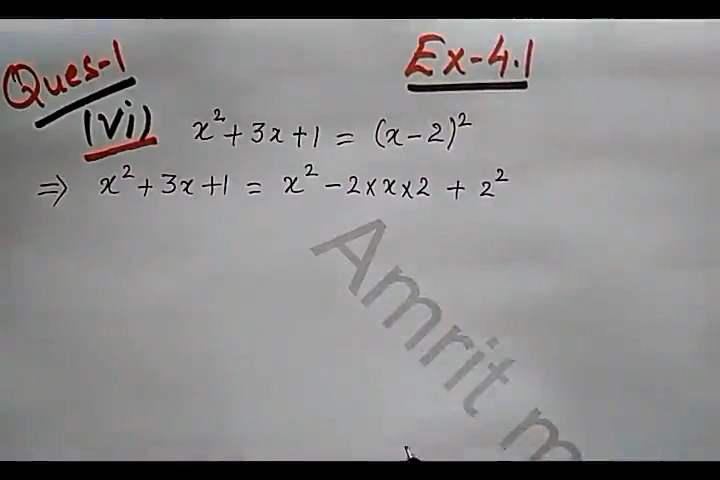 Ex-4.1
Ques-1
(vi) x² + 3x + 1 = (x - 2)²
⇒ x² + 3x + 1 = x² - 2 × x × 2 + 2²
Amrit m